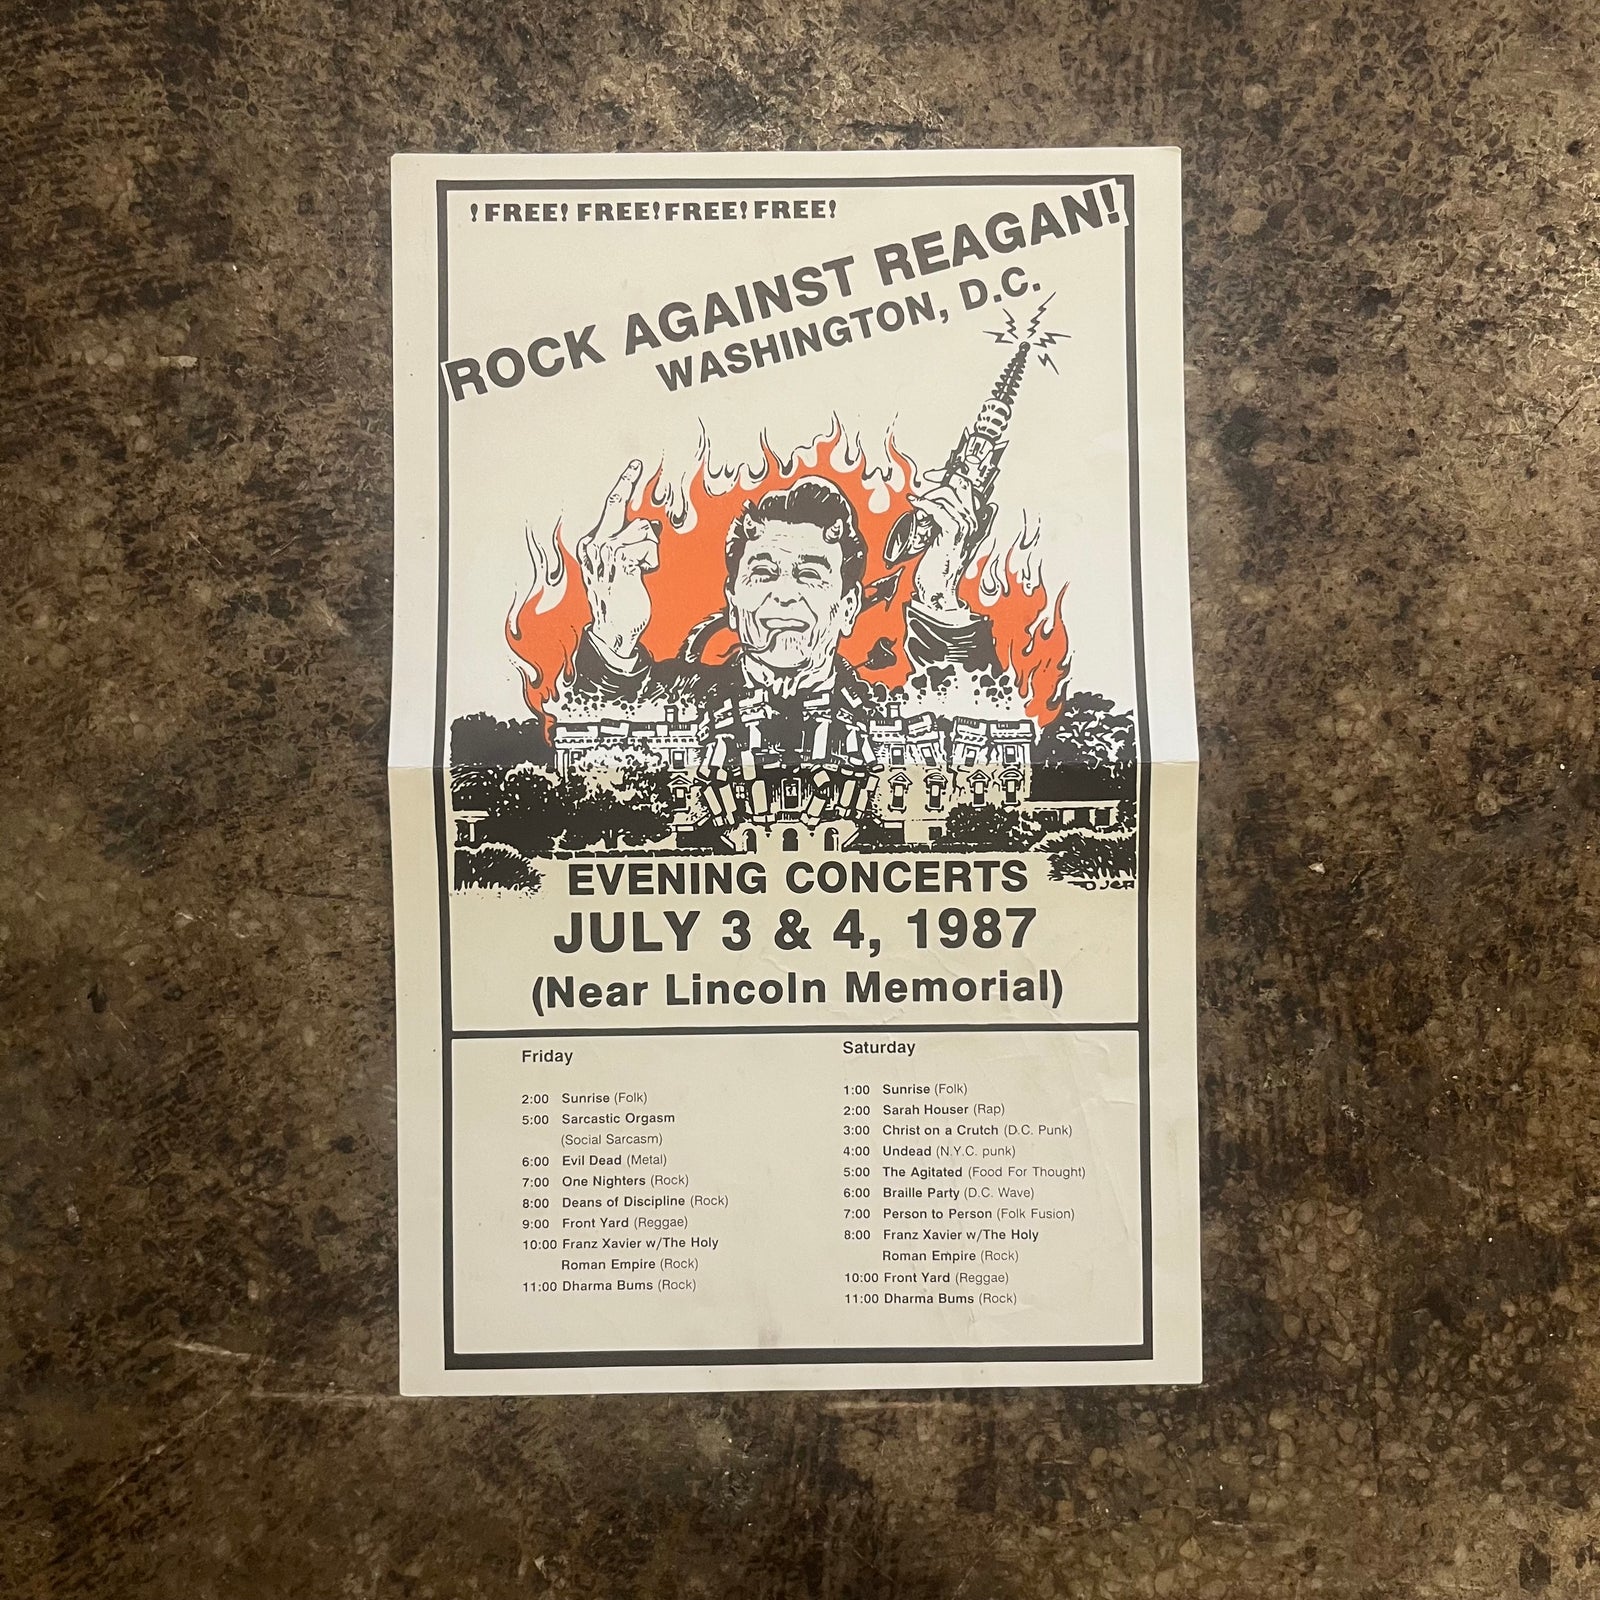 ! FREE! FREE! FREE! FREE!
ROCK AGAINST REAGAN!
WASHINGTON, D.C.
EVENING CONCERTS
JULY 3 & 4, 1987
(Near Lincoln Memorial)
Friday
2:00 Sunrise (Folk)
5:00 Sarcastic Orgasm
(Social Sarcasm)
6:00 Evil Dead (Metal)
7:00 One Nighters (Rock)
8:00 Deans of Discipline (Rock)
9:00 Front Yard (Reggae)
10:00 Franz Xavier w/The Holy
Roman Empire (Rock)
11:00 Dharma Bums (Rock)
Saturday
1:00 Sunrise (Folk)
2:00 Sarah Houser (Rap)
3:00 Christ on a Crutch (D.C. Punk)
4:00 Undead (N.Y.C. punk)
5:00 The Agitated (Food For Thought)
6:00 Braille Party (D.C. Wave)
7:00 Person to Person (Folk Fusion)
8:00 Franz Xavier w/The Holy
Roman Empire (Rock)
10:00 Front Yard (Reggae)
11:00 Dharma Bums (Rock)